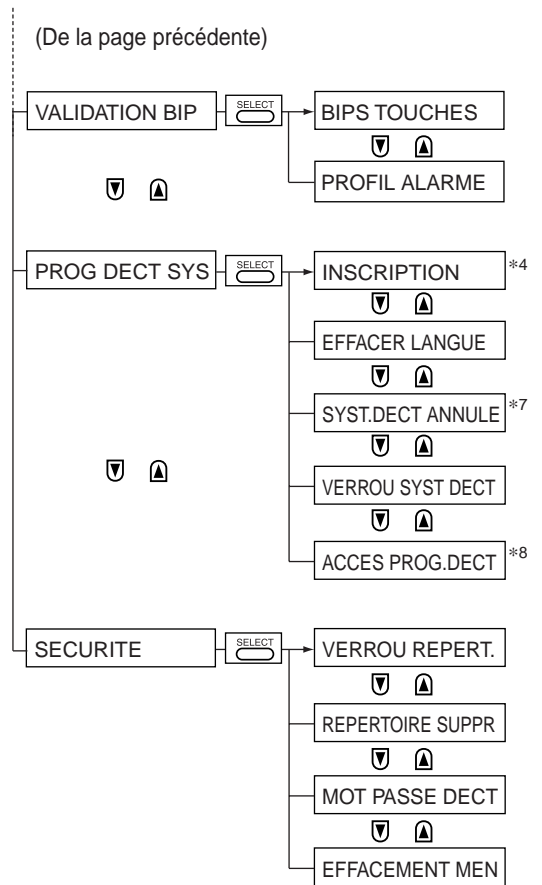 (De la page précédente)
VALIDATION BIP
SELECT
BIPS TOUCHES
PROFIL ALARME
PROG DECT SYS
SELECT
INSCRIPTION *4
EFFACER LANGUE
SYST.DECT ANNULE *7
VERROU SYST DECT
ACCES PROG.DECT *8
SECURITE
SELECT
VERROU REPERT.
REPERTOIRE SUPPR
MOT PASSE DECT
EFFACEMENT MEN